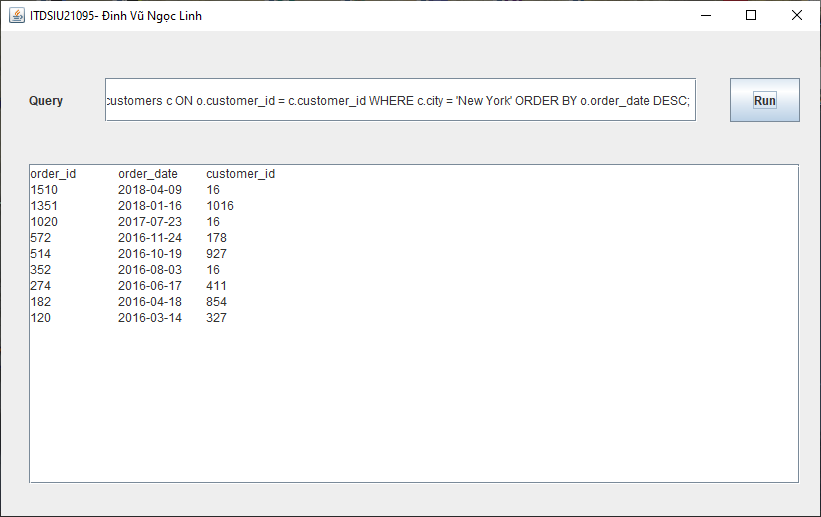 ITDSIU21095- Đinh Vũ Ngọc Linh
Query
customers c ON o.customer_id = c.customer_id WHERE c.city = 'New York' ORDER BY o.order_date DESC;
Run
order_id order_date customer_id
1510 2018-04-09 16
1351 2018-01-16 1016
1020 2017-07-23 16
572 2016-11-24 178
514 2016-10-19 927
352 2016-08-03 16
274 2016-06-17 411
182 2016-04-18 854
120 2016-03-14 327